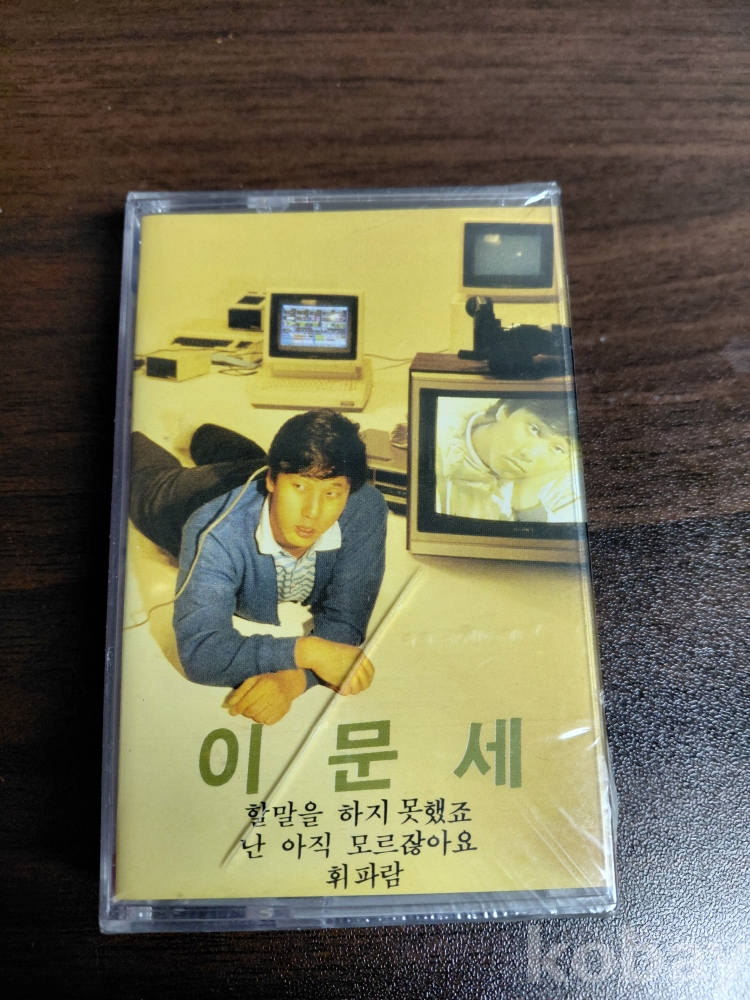 이 문 세
할말을 하지 못했죠
난 아직 모르잖아요
휘파람
kobay